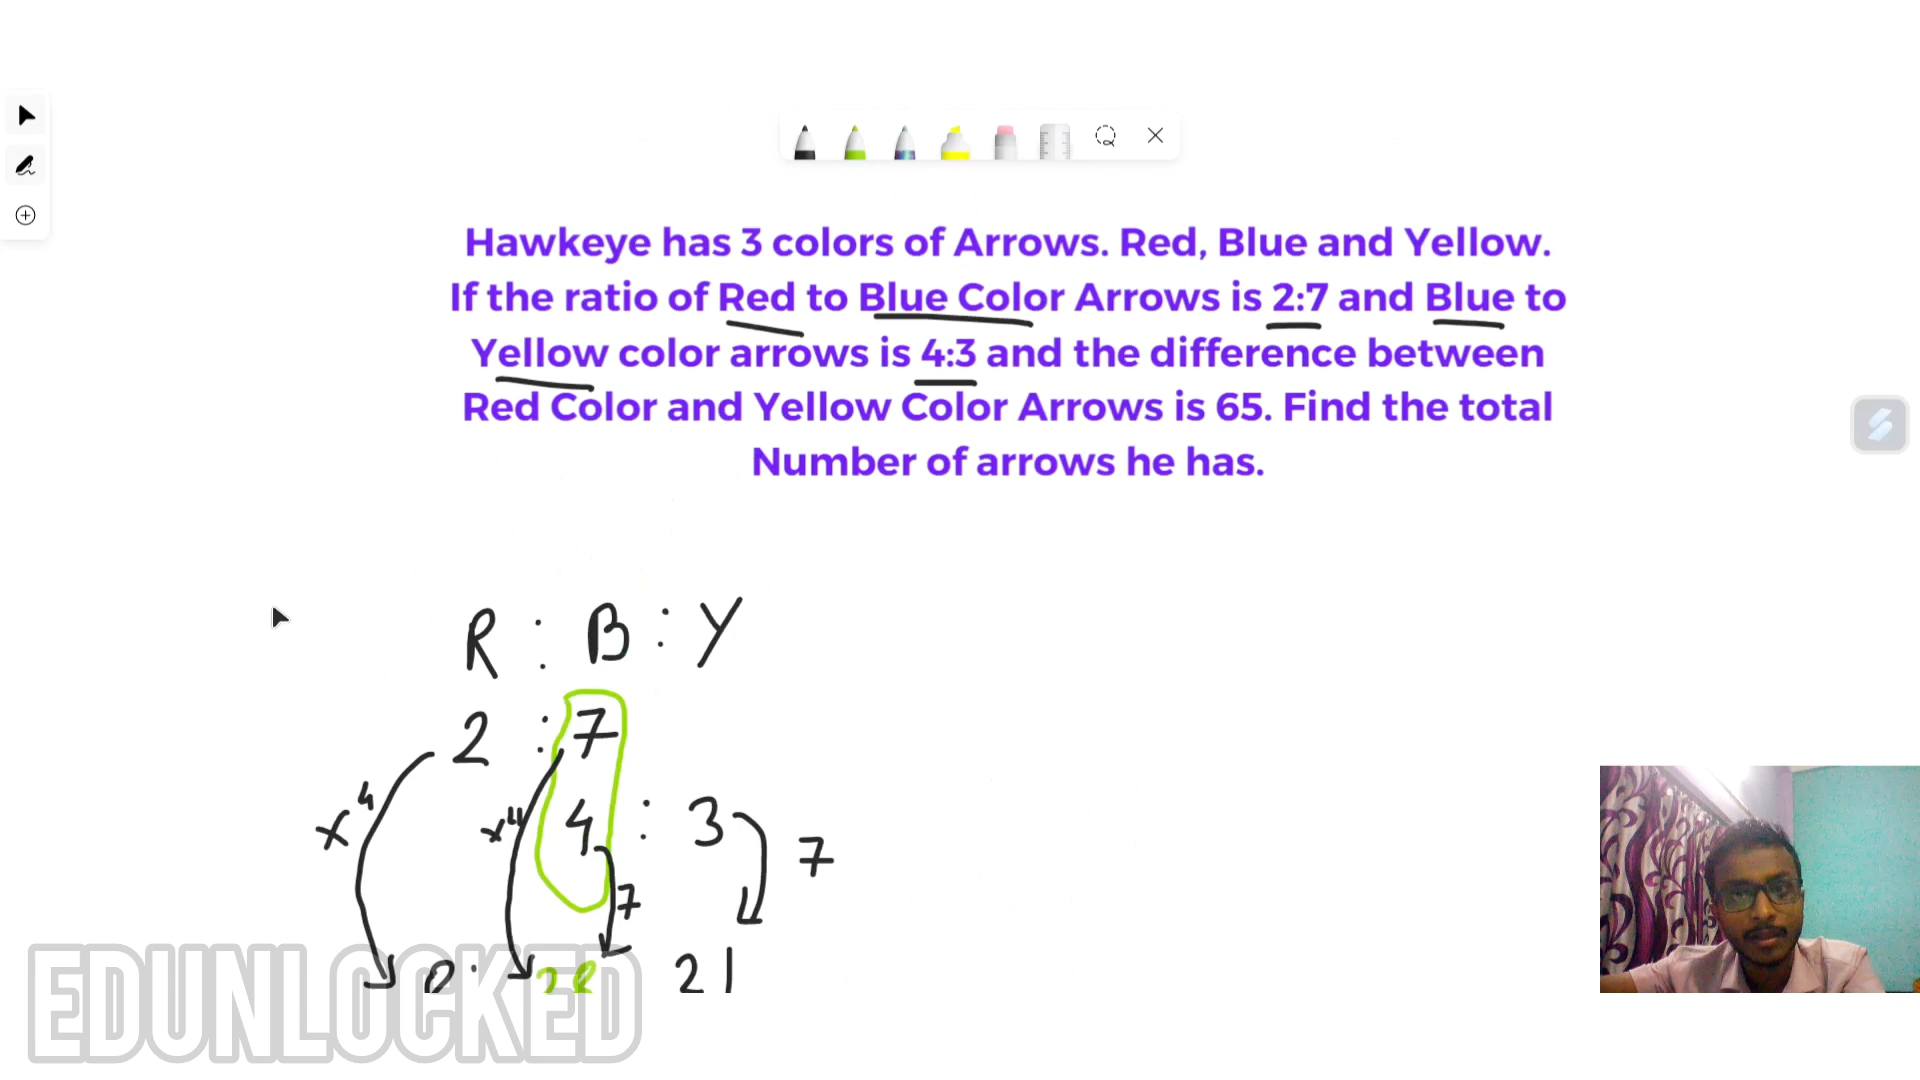 Hawkeye has 3 colors of Arrows. Red, Blue and Yellow.
If the ratio of Red to Blue Color Arrows is 2:7 and Blue to
Yellow color arrows is 4:3 and the difference between
Red Color and Yellow Color Arrows is 65. Find the total
Number of arrows he has.
R : B : Y
2 : 7
4 : 3
x4
x4
7
7
28
21
EDUNLOCKED